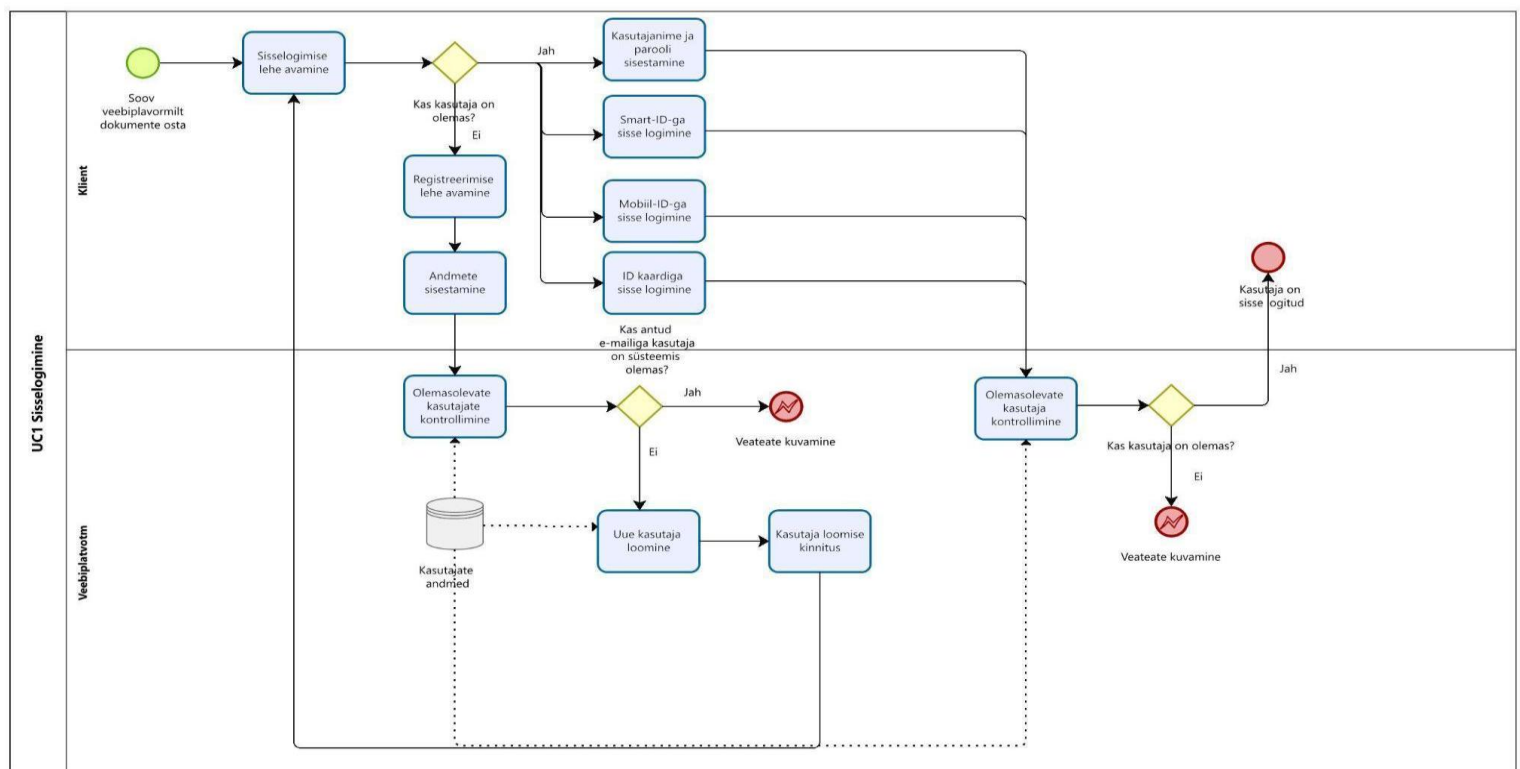 UC1 Sisselogimine
Klient
Soov
veebiplavormilt
dokumente osta
Sisselogimise
lehe avamine
Kas kasutaja on
olemas?
Jah
Ei
Kasutajanime ja
parooli
sisestamine
Smart-ID-ga
sisse logimine
Mobiil-ID-ga
sisse logimine
ID kaardiga
sisse logimine
Registreerimise
lehe avamine
Andmete
sisestamine
Kasutaja on
sisse logitud
Veebiplatvotm
Olemasolevate
kasutajate
kontrollimine
Kas antud
e-mailiga kasutaja
on süsteemis
olemas?
Jah
Veateate kuvamine
Ei
Kasutajate
andmed
Uue kasutaja
loomine
Kasutaja loomise
kinnitus
Olemasolevate
kasutaja
kontrollimine
Kas kasutaja on olemas?
Jah
Ei
Veateate kuvamine